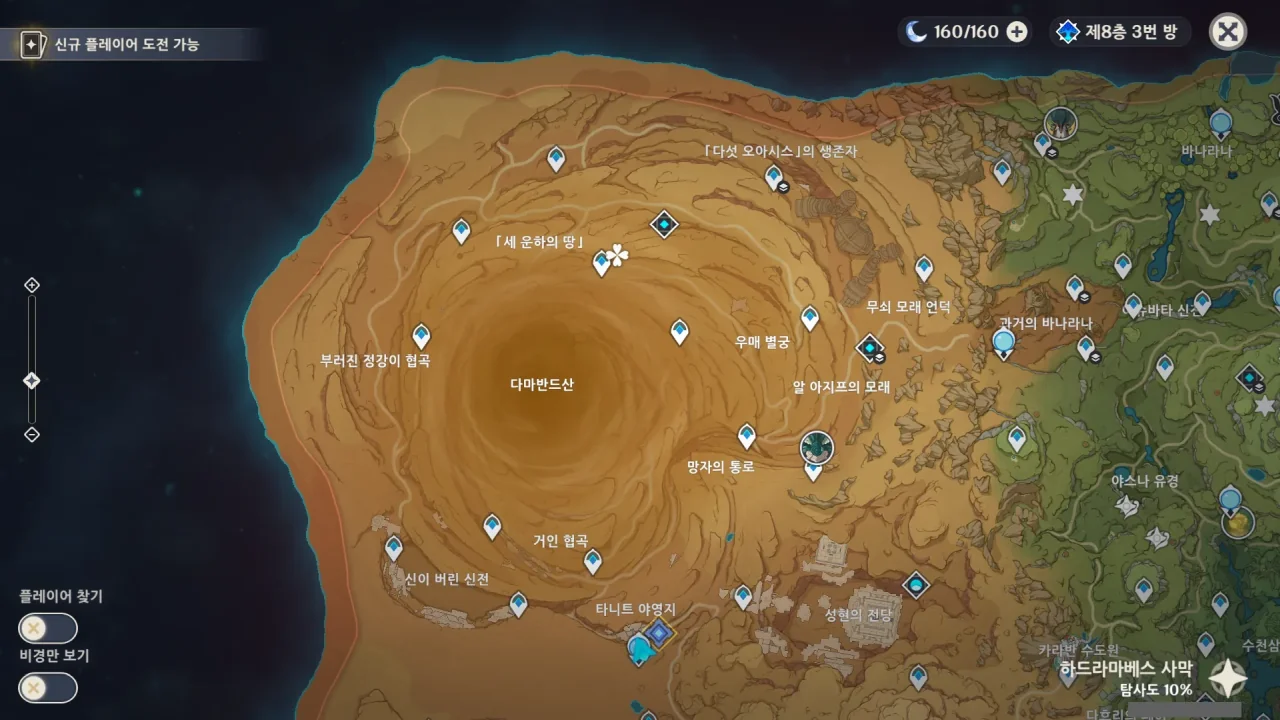 신규 플레이어 도전 가능
160/160
제8층 3번 방
「다섯 오아시스」의 생존자
바나라나
「세 운하의 땅」
무쇠 모래 언덕
과거의 바나라나
우매 별궁
부러진 정강이 협곡
다마반드산
알 아지프의 모래
망자의 통로
야스나 유경
거인 협곡
신이 버린 신전
플레이어 찾기
타니트 야영지
성현의 전당
비경만 보기
카라반 수도원
하드라마베스 사막
탐사도 10%